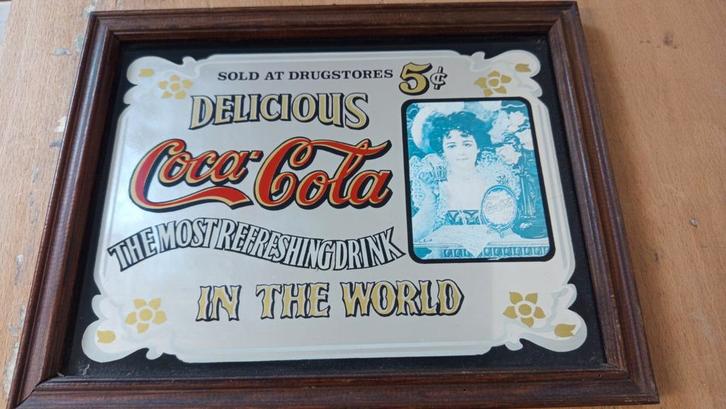 SOLD AT DRUGSTORES 5¢
DELICIOUS
Coca-Cola
THE MOST REFRESHING DRINK
IN THE WORLD